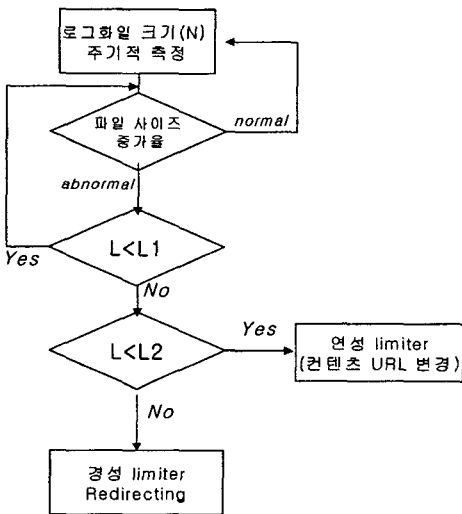 로그화일 크기(N)
주기적 측정
파일 사이즈
증가율
normal
abnormal
L<L1
Yes
No
L<L2
Yes
연성 limiter
(컨텐츠 URL 변경)
No
경성 limiter
Redirecting